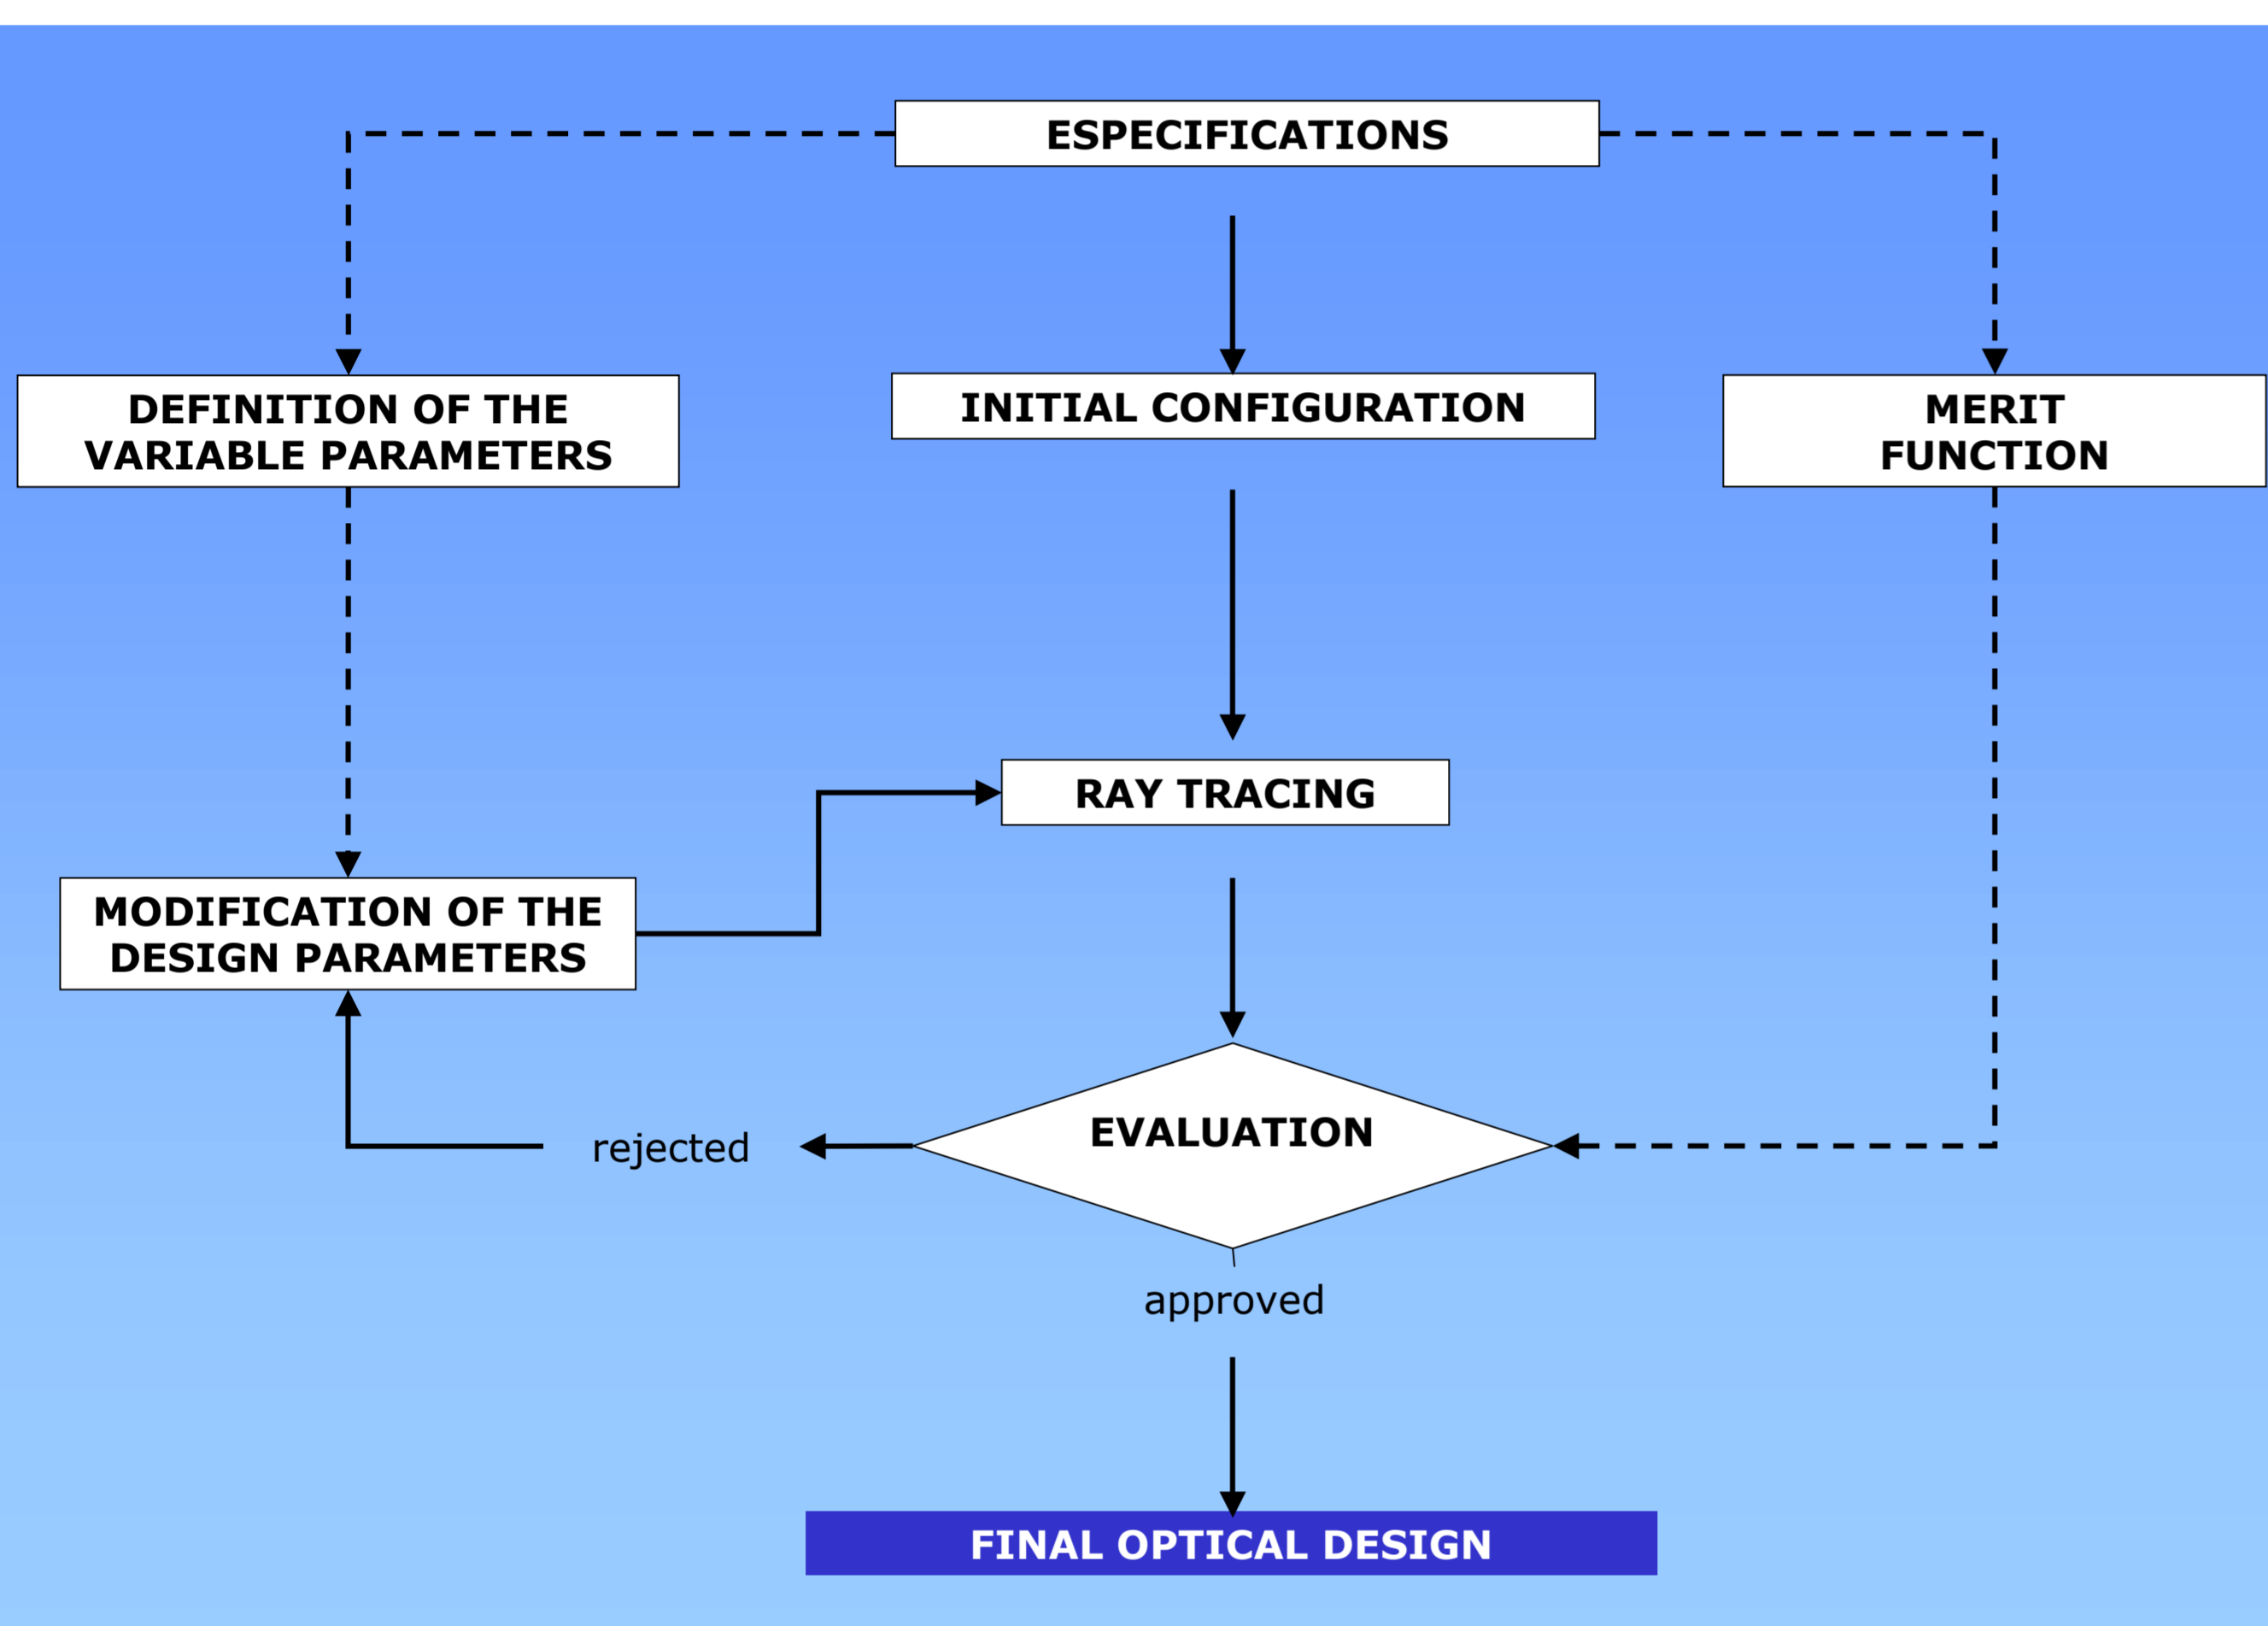 ESPECIFICATIONS
DEFINITION OF THE
VARIABLE PARAMETERS
INITIAL CONFIGURATION
MERIT
FUNCTION
RAY TRACING
MODIFICATION OF THE
DESIGN PARAMETERS
EVALUATION
rejected
approved
FINAL OPTICAL DESIGN